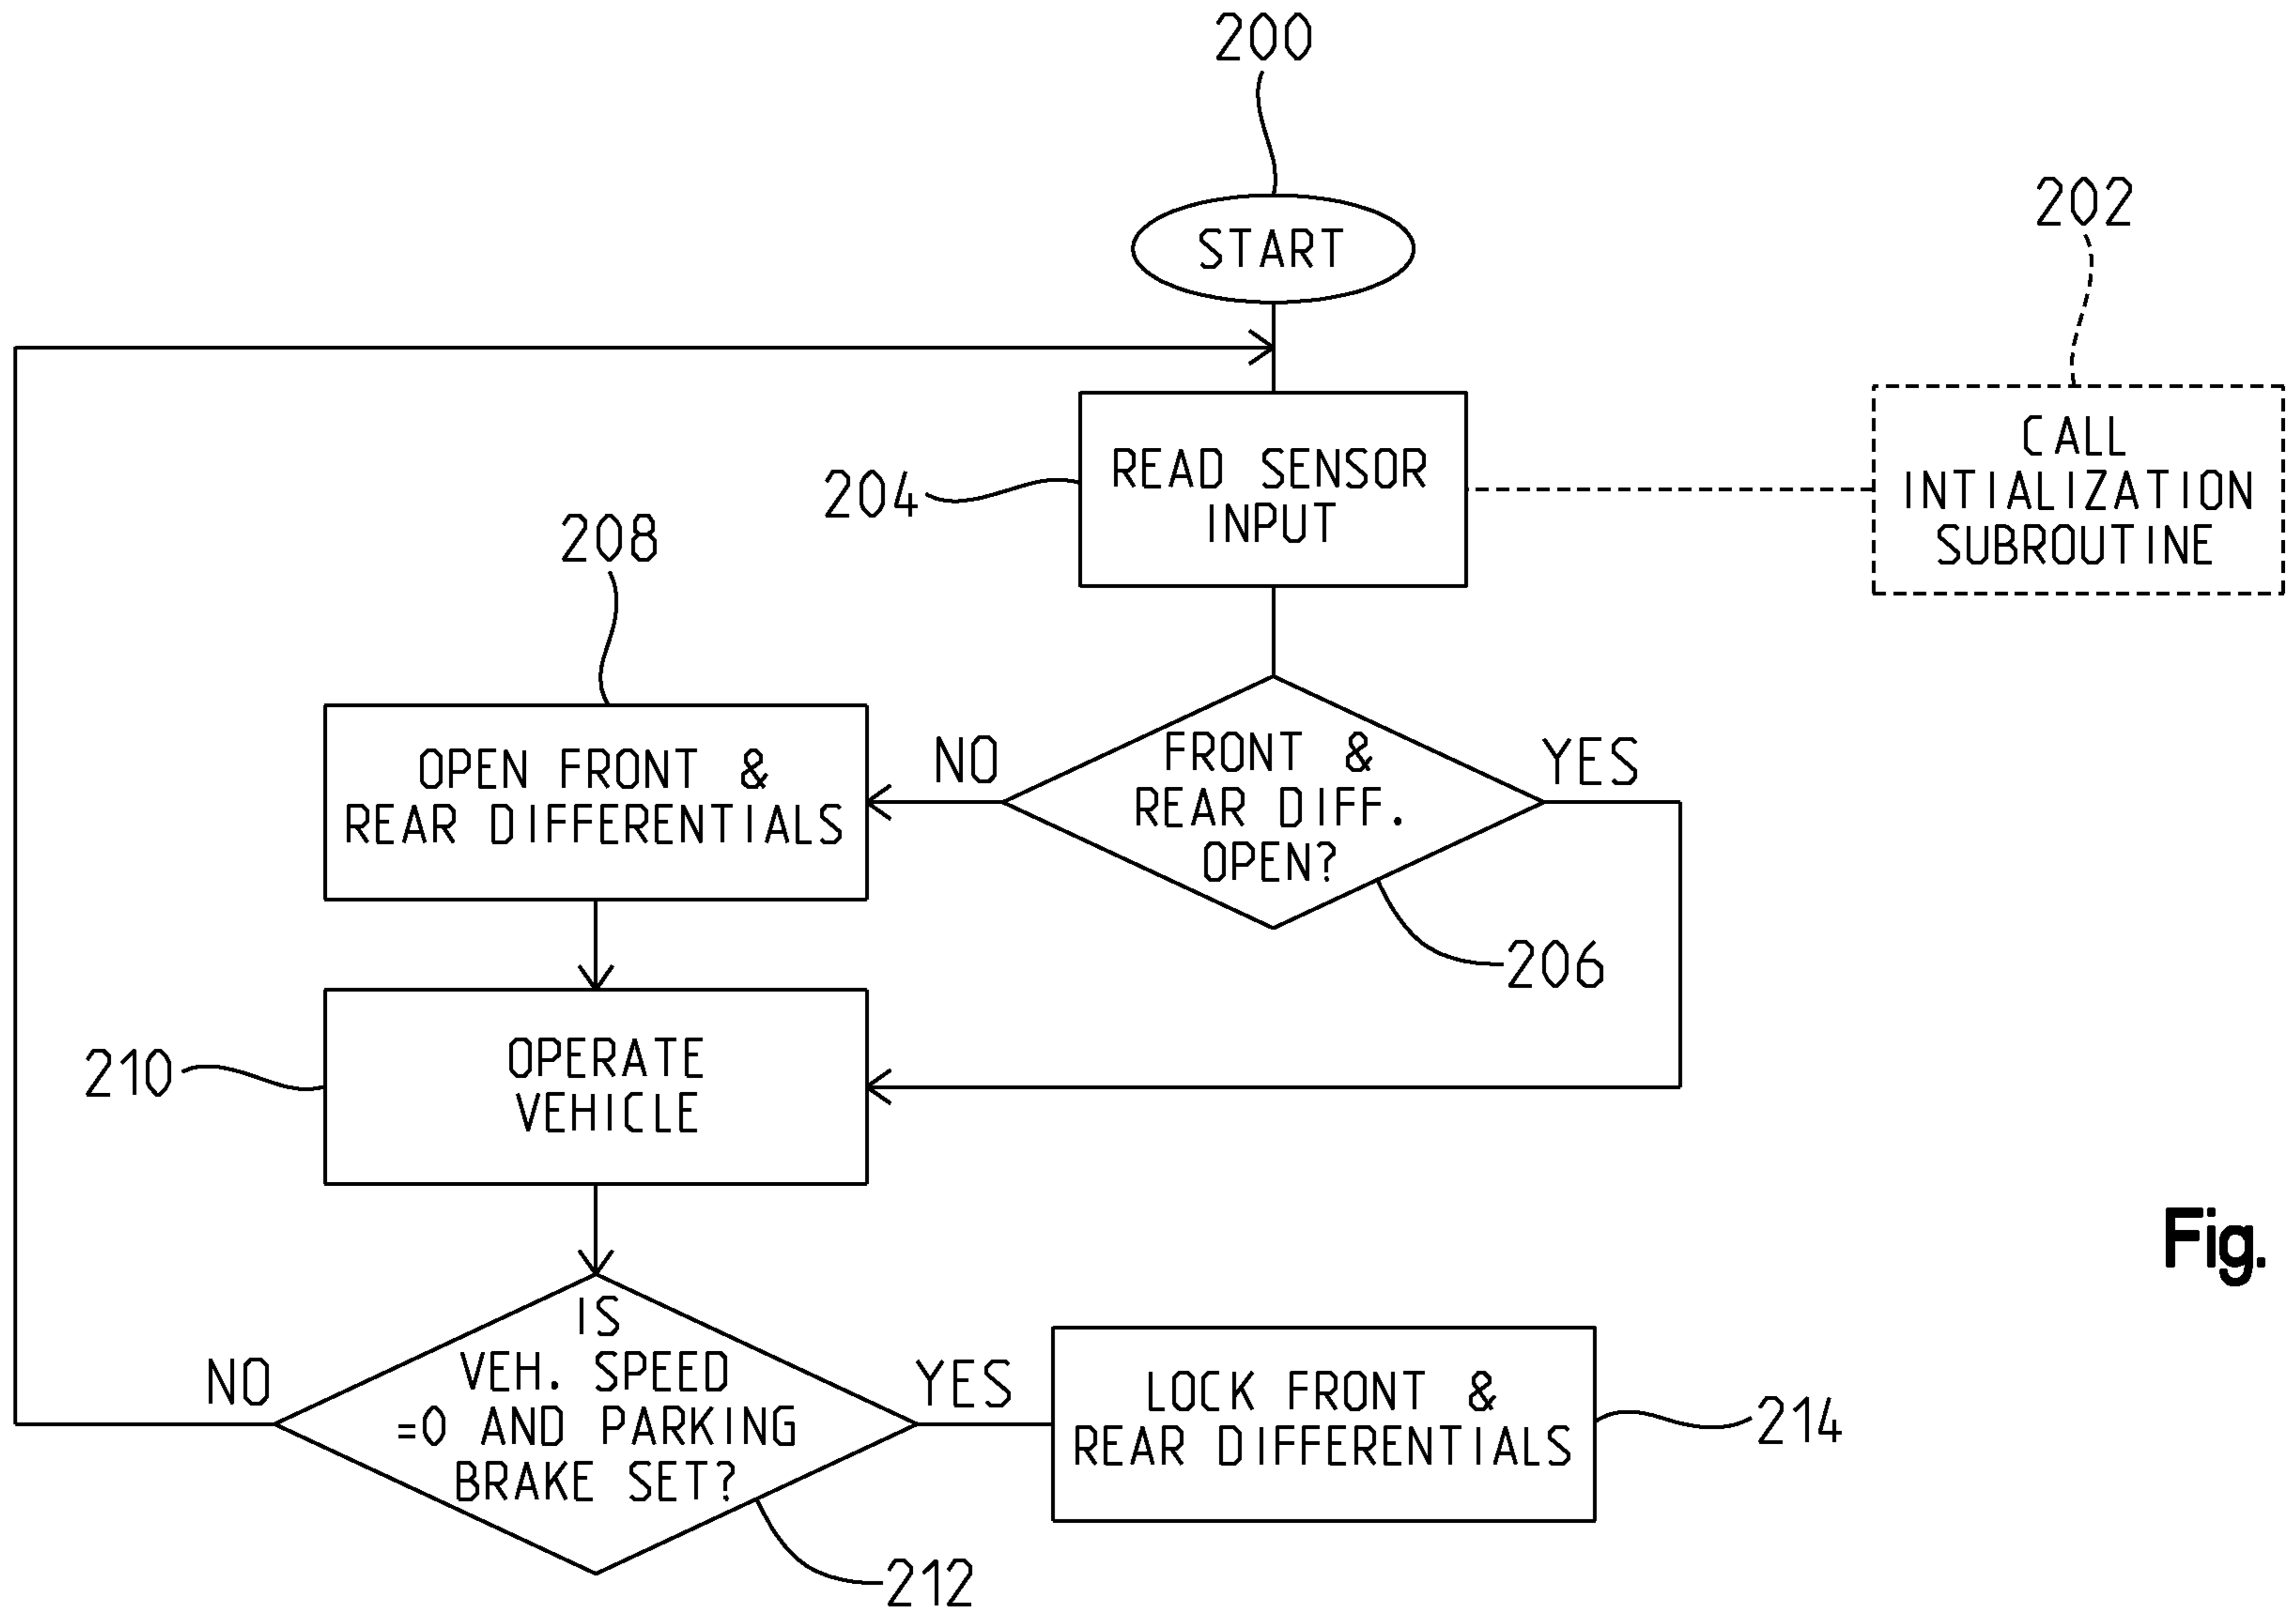 200
START
202
CALL
INTIALIZATION
SUBROUTINE
READ SENSOR
INPUT
204
208
OPEN FRONT &
REAR DIFFERENTIALS
NO
FRONT &
REAR DIFF.
OPEN?
YES
206
210
OPERATE
VEHICLE
Fig.
NO
IS
VEH. SPEED
=0 AND PARKING
BRAKE SET?
YES
LOCK FRONT &
REAR DIFFERENTIALS
214
212